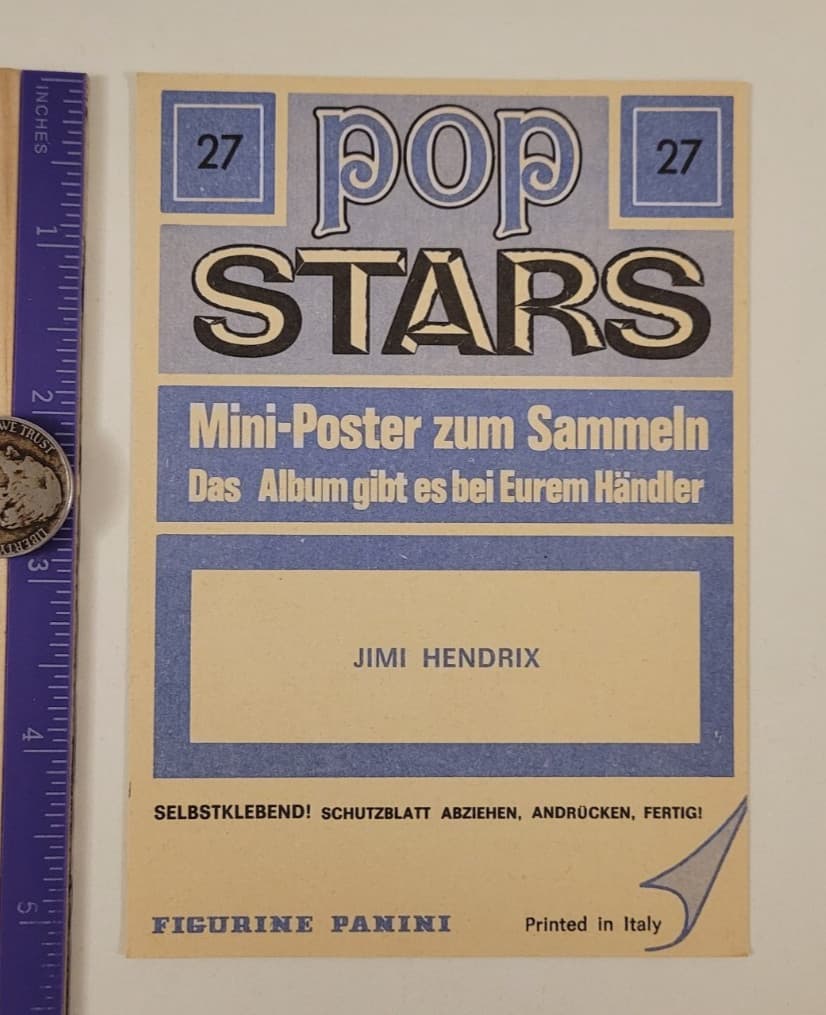 27 pop 27
STARS
Mini-Poster zum Sammeln
Das Album gibt es bei Eurem Händler
JIMI HENDRIX
SELBSTKLEBEND! SCHUTZBLATT ABZIEHEN, ANDRÜCKEN, FERTIG!
FIGURINE PANINI Printed in Italy
INCHES
1
2
3
4
5
WE TRUST
LIBERTY